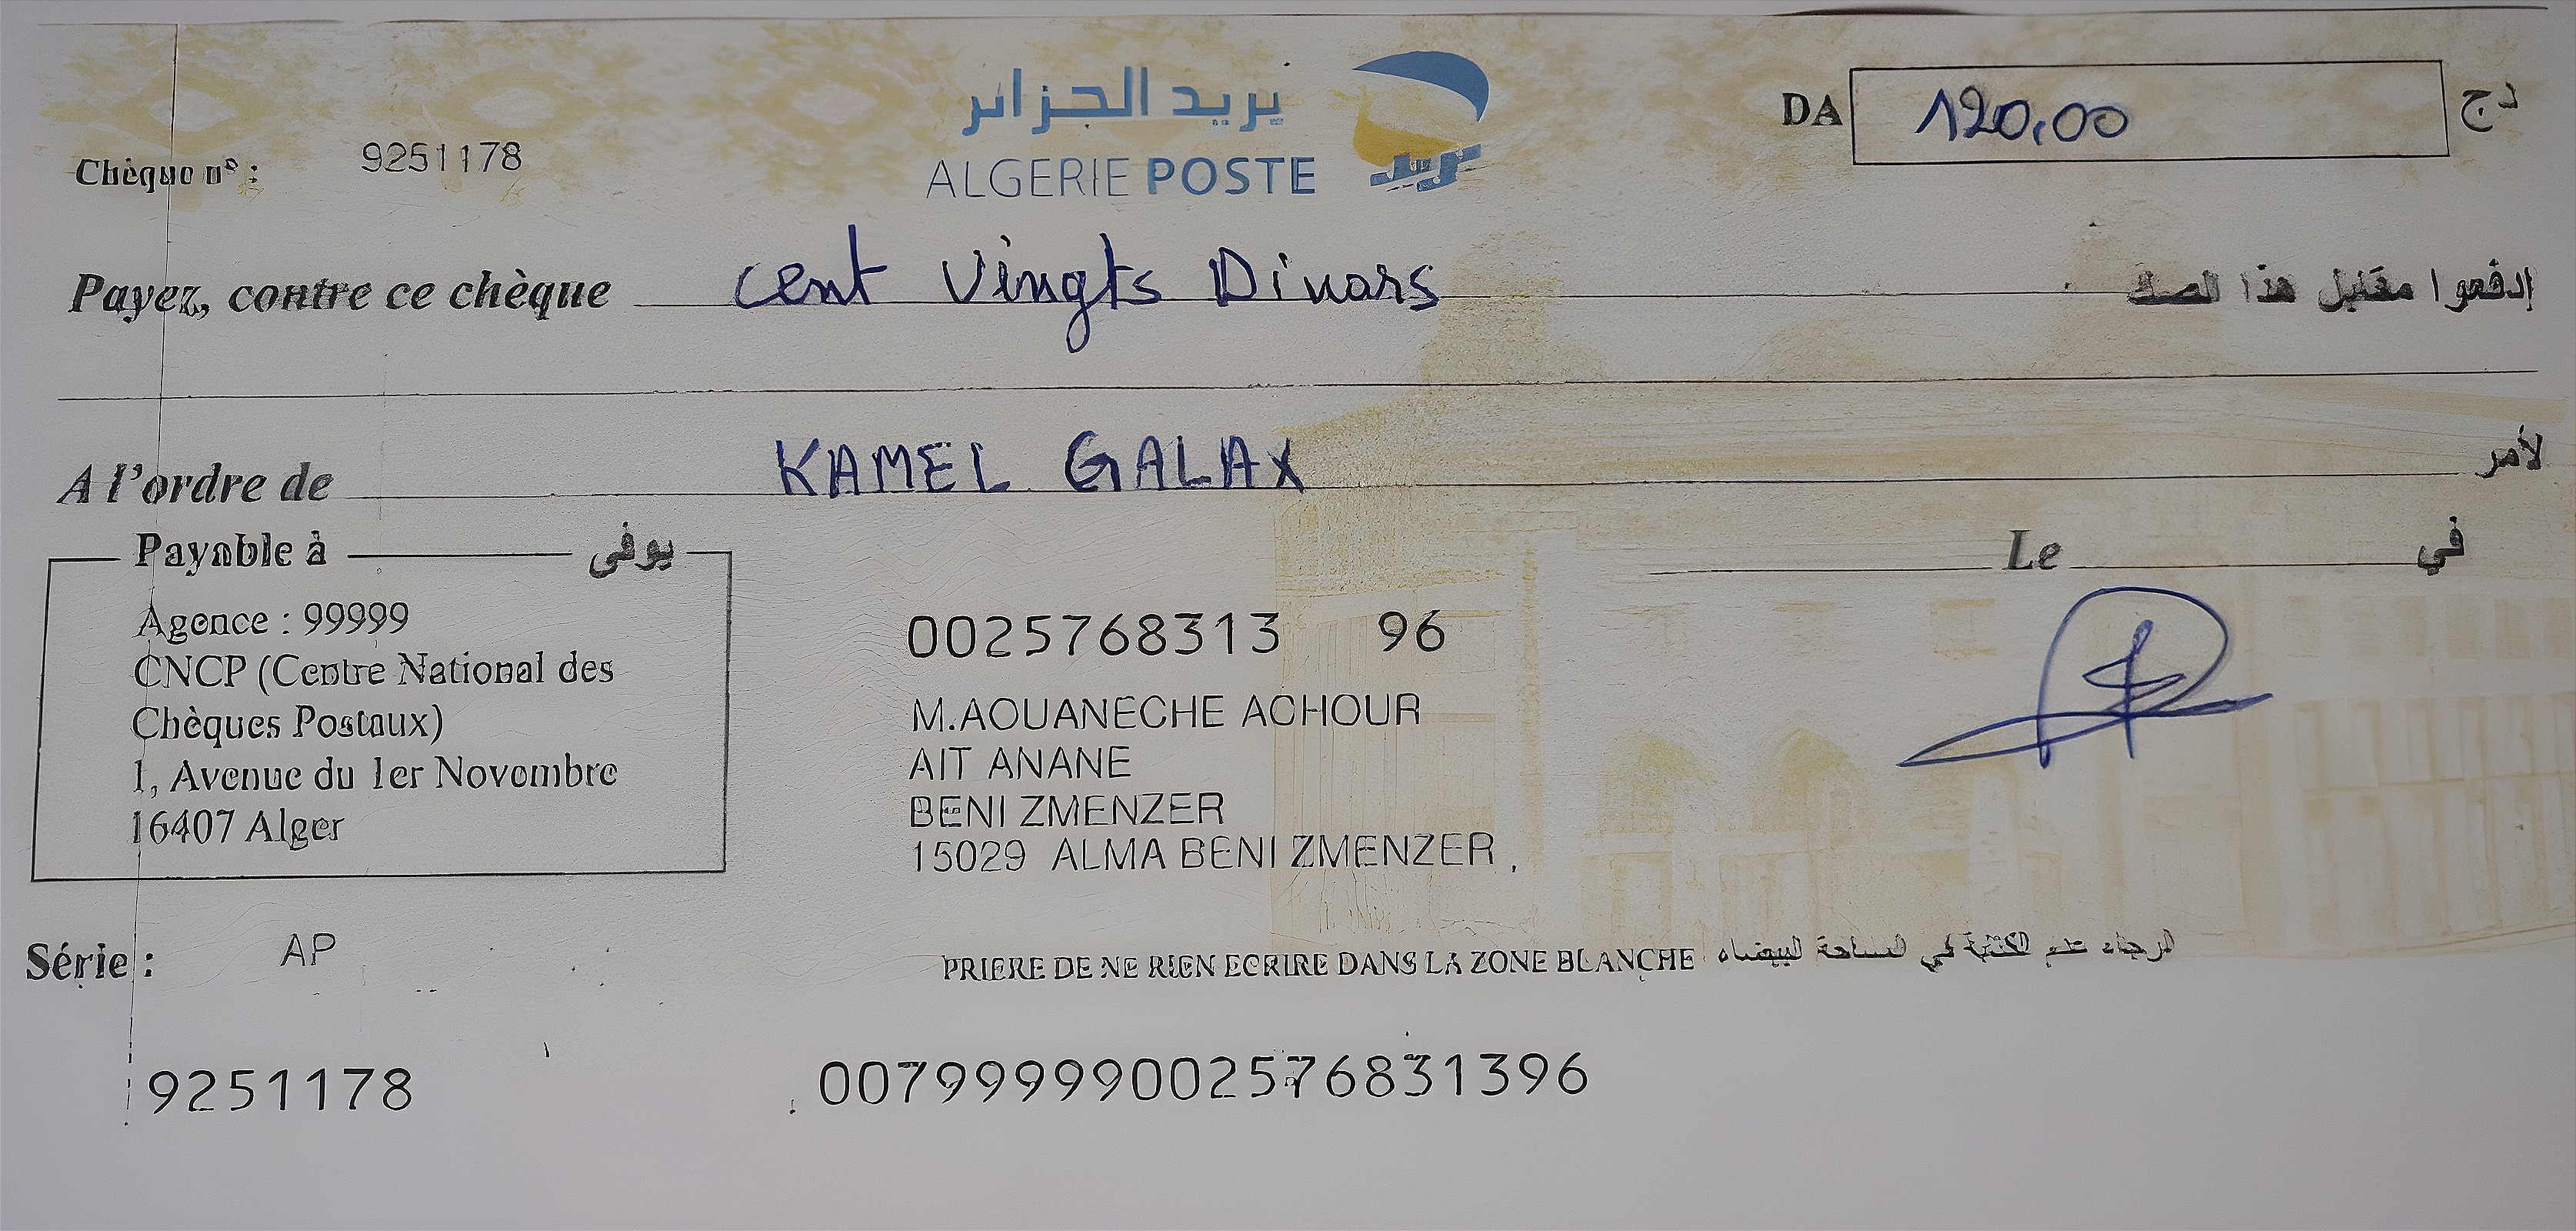 بريد الجزائر
ALGERIE POSTE
بريد
DA 120,00 دج
Chèque n° : 9251178
Payez, contre ce chèque cent Vingts Dinars إدفعوا مقابل هذا الصك
A l'ordre de KAMEL GALAX لأمر
Payable à يوفى
Le في
Agence : 99999
CNCP (Centre National des
Chèques Postaux)
1, Avenue du 1er Novembre
16407 Alger
0025768313 96
M.AOUANECHE ACHOUR
AIT ANANE
BENI ZMENZER
15029 ALMA BENI ZMENZER ,
Série : AP
PRIERE DE NE RIEN ECRIRE DANS LA ZONE BLANCHE الرجاء عدم الكتابة في المساحة البيضاء
9251178
00799999002576831396